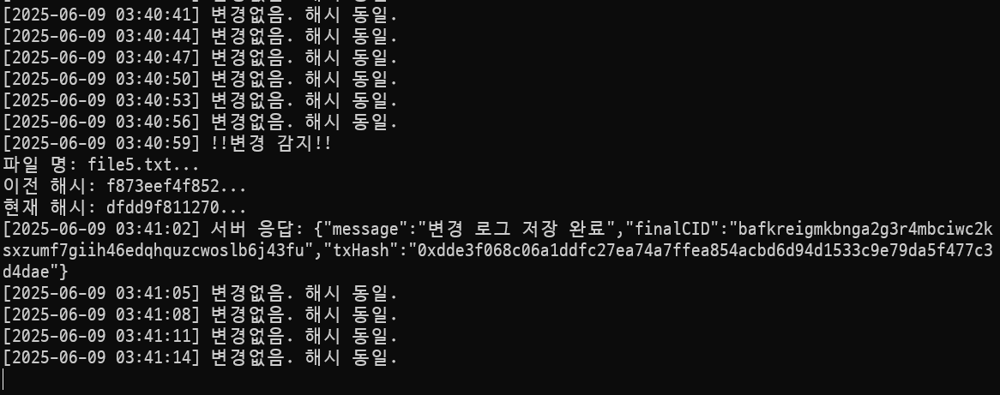 [2025-06-09 03:40:41] 변경없음. 해시 동일.
[2025-06-09 03:40:44] 변경없음. 해시 동일.
[2025-06-09 03:40:47] 변경없음. 해시 동일.
[2025-06-09 03:40:50] 변경없음. 해시 동일.
[2025-06-09 03:40:53] 변경없음. 해시 동일.
[2025-06-09 03:40:56] 변경없음. 해시 동일.
[2025-06-09 03:40:59] !!변경 감지!!
파일 명: file5.txt...
이전 해시: f873eef4f852...
현재 해시: dfdd9f811270...
[2025-06-09 03:41:02] 서버 응답: {"message":"변경 로그 저장 완료","finalCID":"bafkreigmkbnga2g3r4mbciwc2k
sxzumf7giih46edqhquzcwoslb6j43fu","txHash":"0xdde3f068c06a1ddfc27ea74a7ffea854acbd6d94d1533c9e79da5f477c3
d4dae"}
[2025-06-09 03:41:05] 변경없음. 해시 동일.
[2025-06-09 03:41:08] 변경없음. 해시 동일.
[2025-06-09 03:41:11] 변경없음. 해시 동일.
[2025-06-09 03:41:14] 변경없음. 해시 동일.